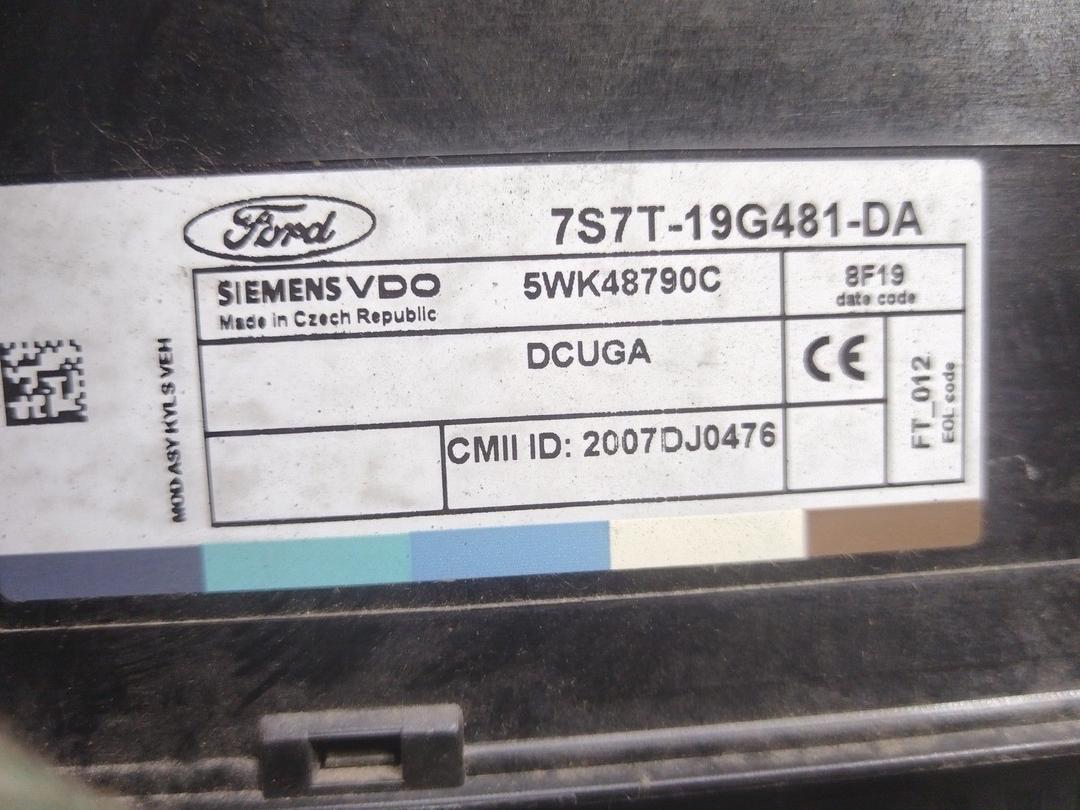 Ford
7S7T-19G481-DA
SIEMENS VDO
Made in Czech Republic
5WK48790C
8F19
date code
DCUGA
CE
FT_012
EOL code
CMII ID: 2007DJ0476
MOD ASY KYLS VEH